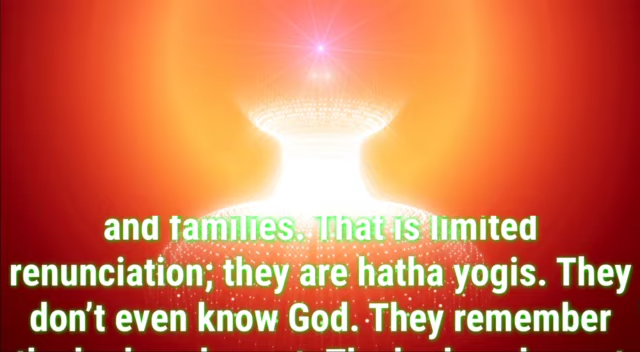 and families. That is limited
renunciation; they are hatha yogis. They
don’t even know God. They remember